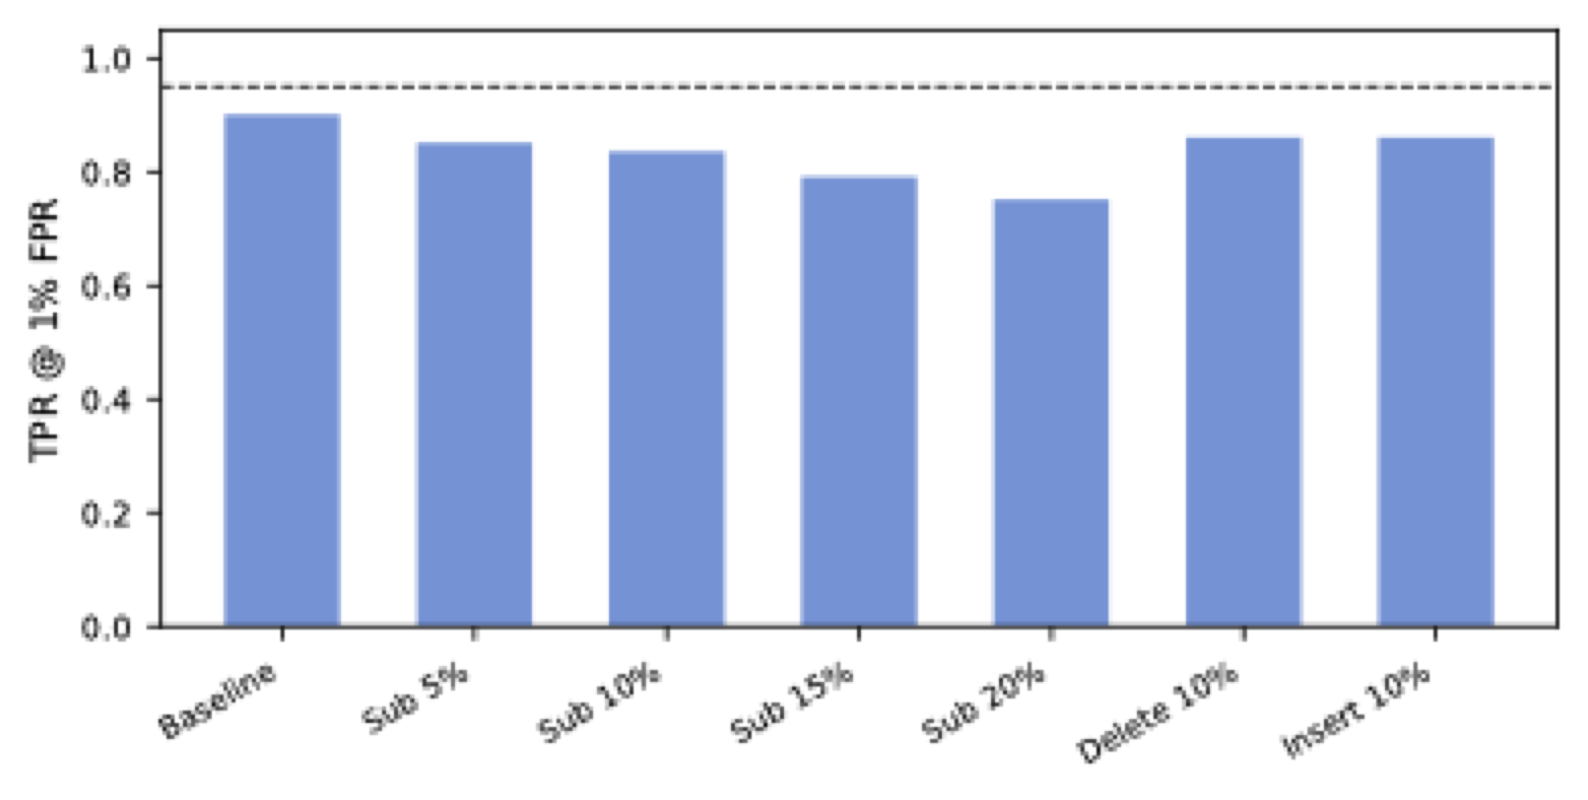 TPR @ 1% FPR
1.0
0.8
0.6
0.4
0.2
0.0
Baseline
Sub 5%
Sub 10%
Sub 15%
Sub 20%
Delete 10%
Insert 10%